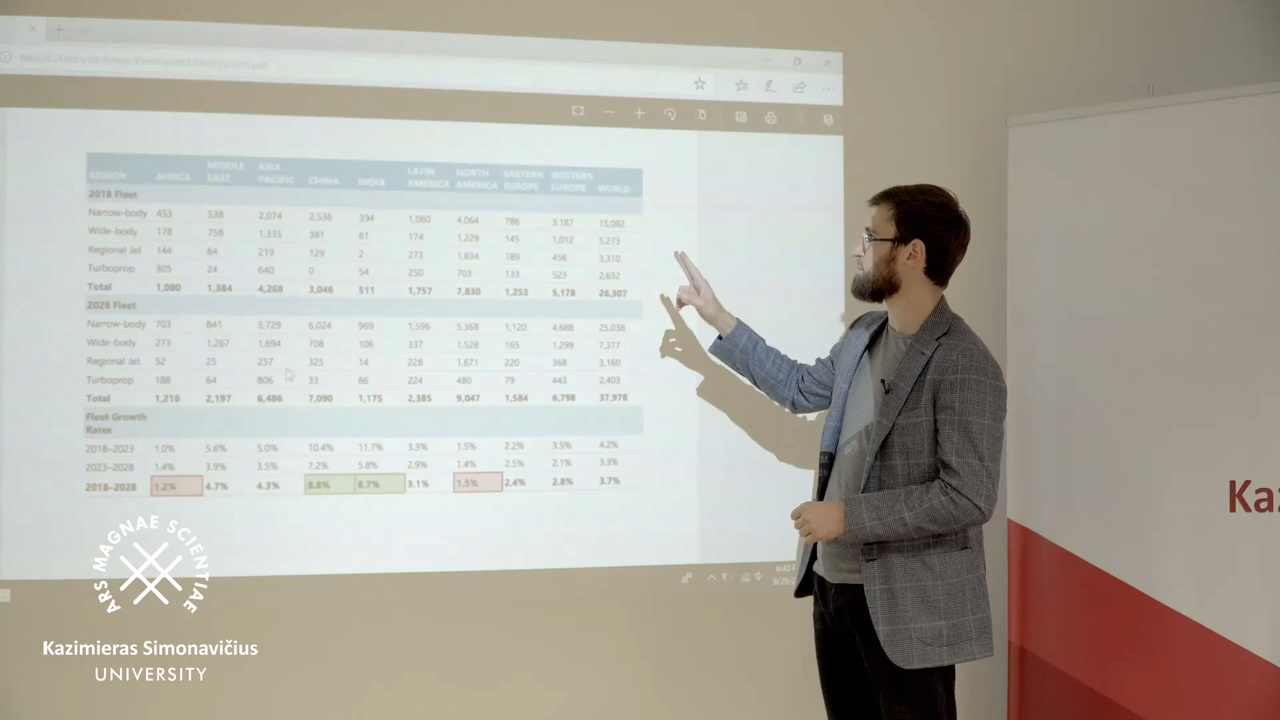 REGION AFRICA MIDDLE EAST ASIA PACIFIC CHINA INDIA LATIN AMERICA NORTH AMERICA EASTERN EUROPE WESTERN EUROPE WORLD
2018 Fleet
Narrow-body 453 538 2,074 2,536 394 1,060 4,064 786 3,187 15,092
Wide-body 178 758 1,335 381 61 174 1,229 145 1,012 5,273
Regional Jet 144 64 219 129 2 273 1,834 189 456 3,310
Turboprop 305 24 640 0 54 250 703 133 523 2,632
Total 1,080 1,384 4,268 3,046 511 1,757 7,830 1,253 5,178 26,307
2028 Fleet
Narrow-body 703 841 3,729 6,024 969 1,596 5,368 1,120 4,688 25,038
Wide-body 273 1,267 1,694 708 106 337 1,528 165 1,299 7,377
Regional Jet 52 25 257 325 14 228 1,671 220 368 3,160
Turboprop 188 64 806 33 86 224 480 79 443 2,403
Total 1,216 2,197 6,486 7,090 1,175 2,385 9,047 1,584 6,798 37,978
Fleet Growth
Rates
2018–2023 1.0% 5.6% 5.0% 10.4% 11.7% 3.3% 1.5% 2.2% 3.5% 4.2%
2023–2028 1.4% 3.9% 3.5% 7.2% 5.8% 2.9% 1.4% 2.5% 2.1% 3.3%
2018–2028 1.2% 4.7% 4.3% 8.8% 8.7% 3.1% 1.5% 2.4% 2.8% 3.7%
ARS MAGNAE SCIENTIAE
Kazimieras Simonavičius
UNIVERSITY
Ka